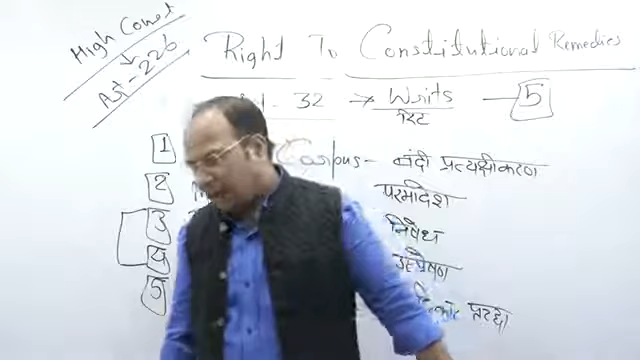 High Court
Art-226
Right To Constitutional Remedies
32 → Writs — 5
रिट
1 Corpus - बंदी प्रत्यक्षीकरण
2 परमादेश
3 निषेध
4 उत्प्रेषण
5 पृच्छा